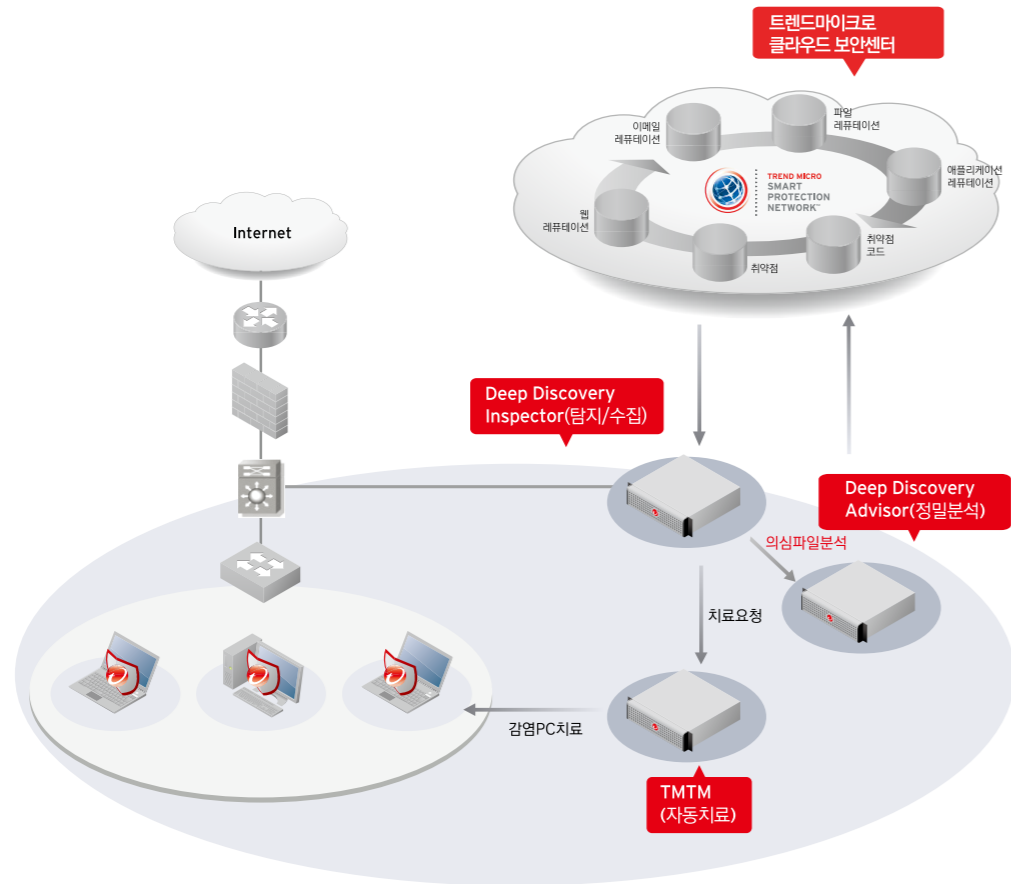 트렌드마이크로
클라우드 보안센터
이메일
레퓨테이션
파일
레퓨테이션
애플리케이션
레퓨테이션
TREND MICRO
SMART
PROTECTION
NETWORK™
웹
레퓨테이션
취약점
코드
취약점
Internet
Deep Discovery
Inspector(탐지/수집)
Deep Discovery
Advisor(정밀분석)
의심파일분석
치료요청
감염PC치료
TMTM
(자동치료)